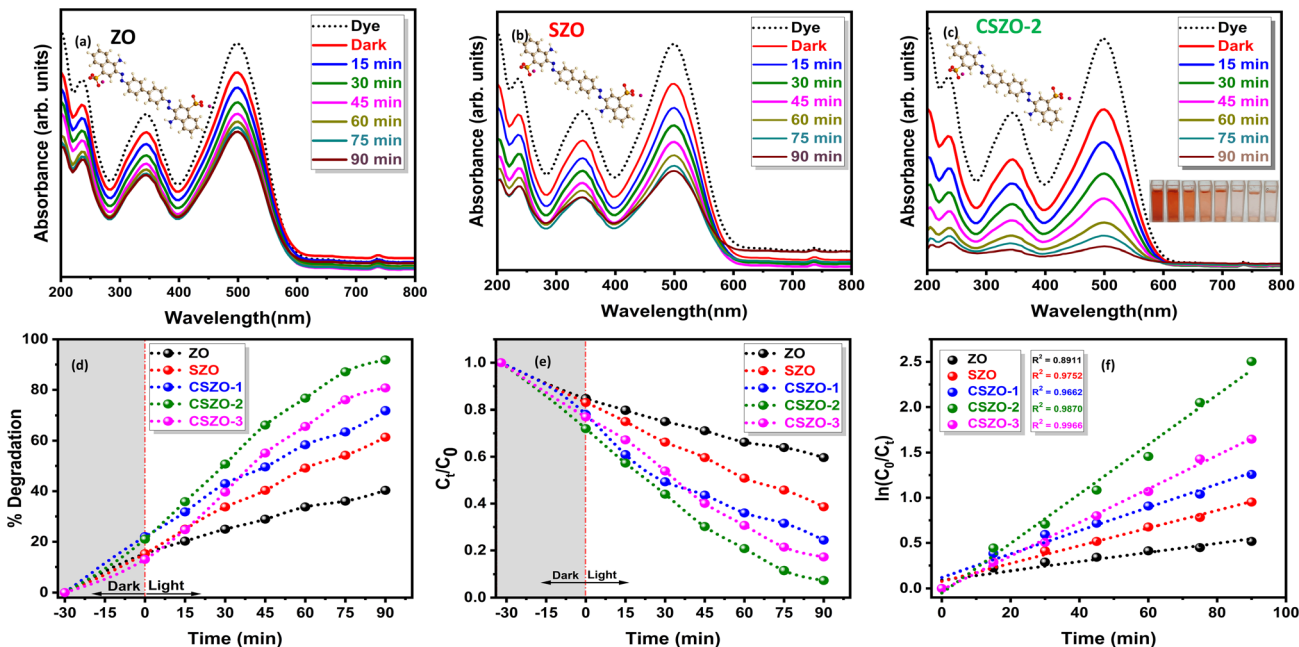 (a)
ZO
Dye
Dark
15 min
30 min
45 min
60 min
75 min
90 min
Absorbance (arb. units)
200 300 400 500 600 700 800
Wavelength(nm)
(b)
SZO
Dye
Dark
15 min
30 min
45 min
60 min
75 min
90 min
Absorbance (arb. units)
200 300 400 500 600 700 800
Wavelength(nm)
(c)
CSZO-2
Dye
Dark
15 min
30 min
45 min
60 min
75 min
90 min
Absorbance (arb. units)
200 300 400 500 600 700 800
Wavelength(nm)
(d)
ZO
SZO
CSZO-1
CSZO-2
CSZO-3
% Degradation
100
80
60
40
20
0
Dark Light
-30 -15 0 15 30 45 60 75 90
Time (min)
(e)
ZO
SZO
CSZO-1
CSZO-2
CSZO-3
Ct/C0
1.0
0.8
0.6
0.4
0.2
0.0
Dark Light
-30 -15 0 15 30 45 60 75 90
Time (min)
(f)
ZO R² = 0.8911
SZO R² = 0.9752
CSZO-1 R² = 0.9662
CSZO-2 R² = 0.9870
CSZO-3 R² = 0.9966
ln(C0/Ct)
2.5
2.0
1.5
1.0
0.5
0.0
0 20 40 60 80 100
Time (min)